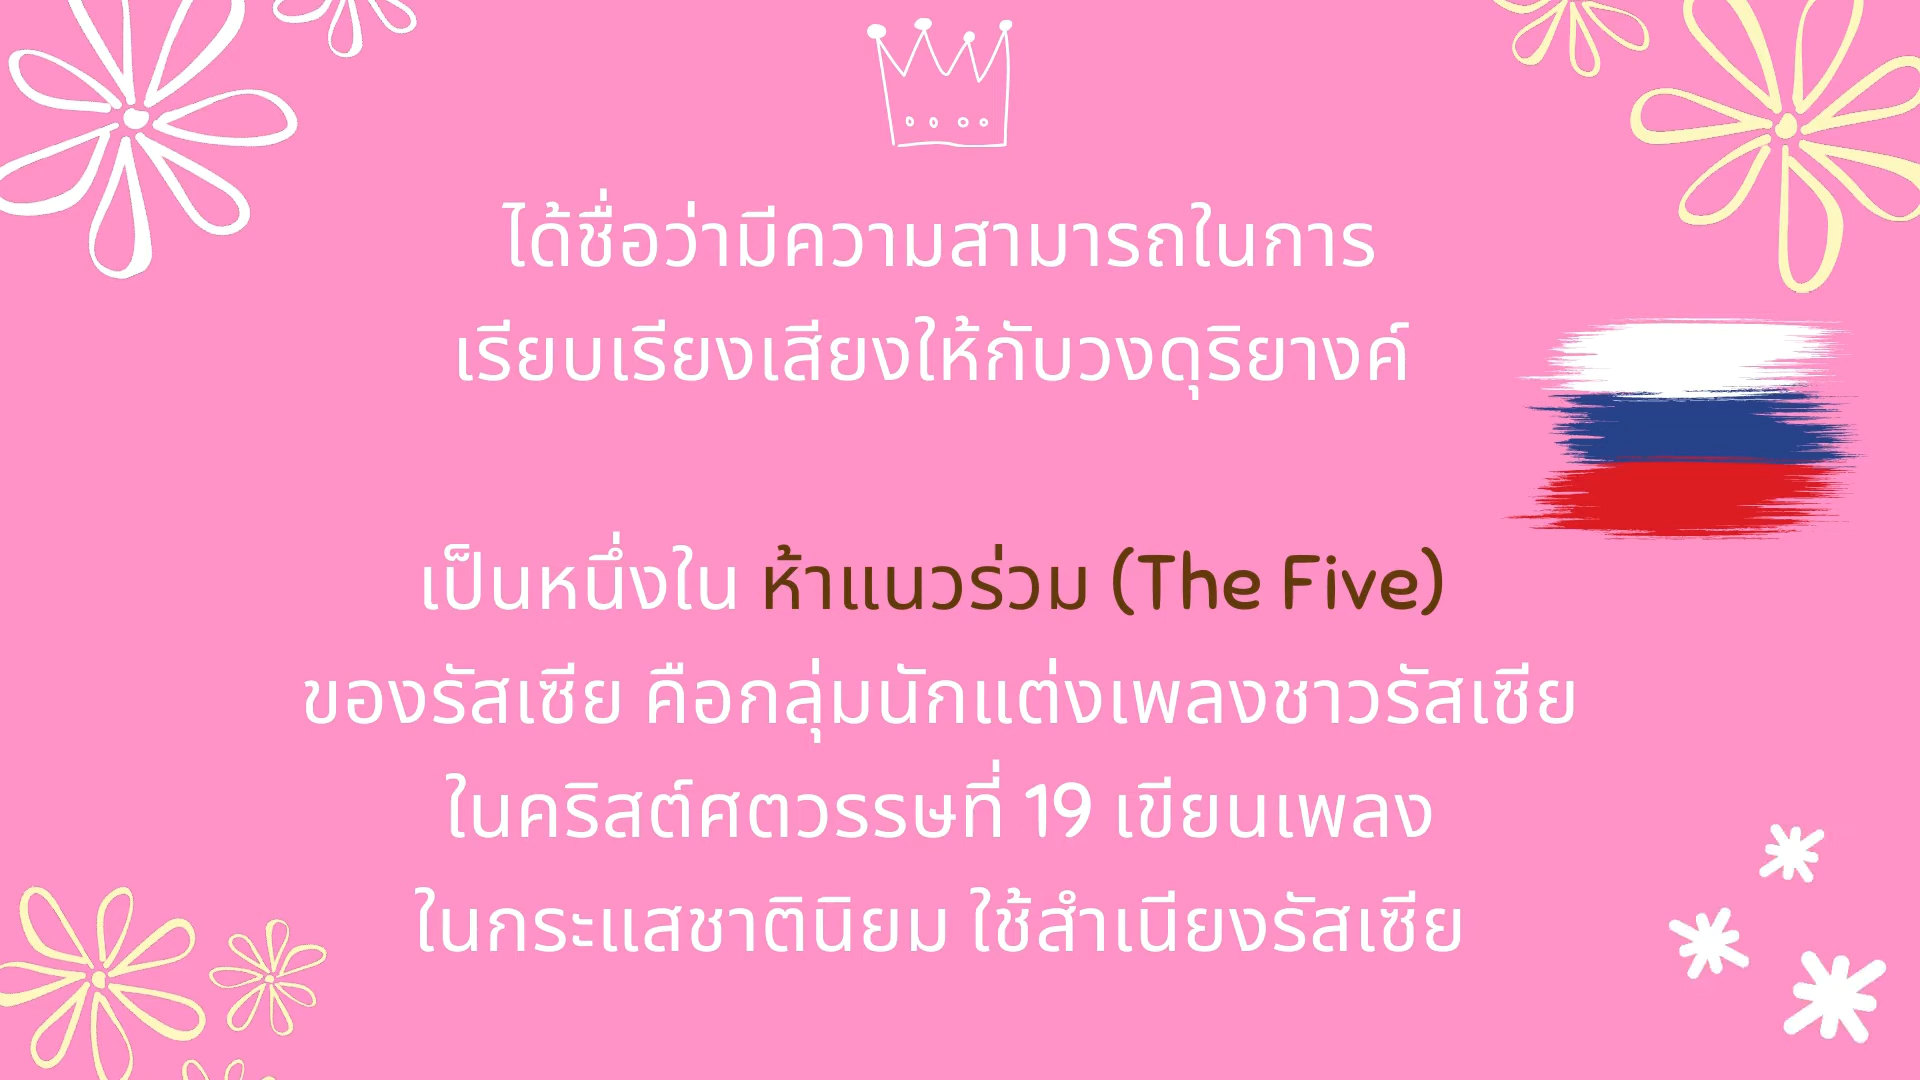 ได้ชื่อว่ามีความสามารถในการ
เรียบเรียงเสียงให้กับวงดุริยางค์
เป็นหนึ่งใน ห้าแนวร่วม (The Five)
ของรัสเซีย คือกลุ่มนักแต่งเพลงชาวรัสเซีย
ในคริสต์ศตวรรษที่ 19 เขียนเพลง
ในกระแสชาตินิยม ใช้สำเนียงรัสเซีย